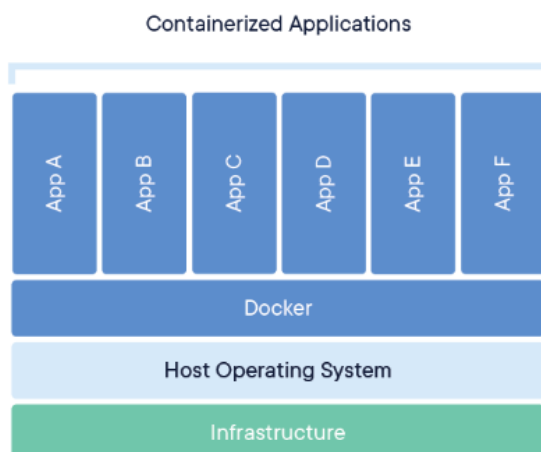 Containerized Applications
App A
App B
App C
App D
App E
App F
Docker
Host Operating System
Infrastructure